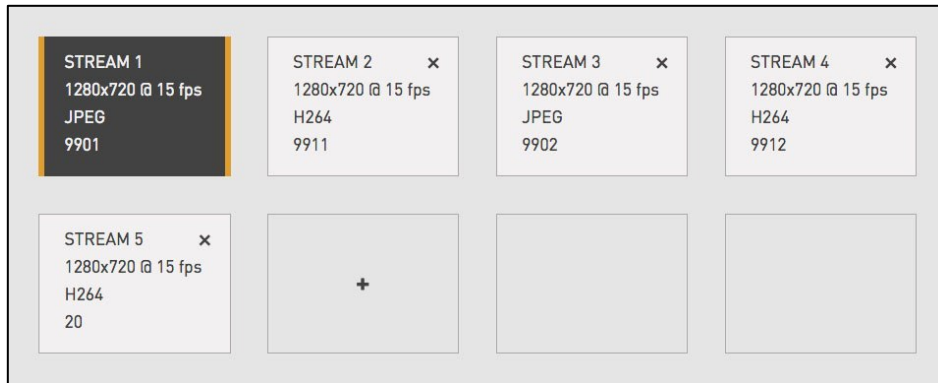 STREAM 1
1280x720 @ 15 fps
JPEG
9901
STREAM 2 ×
1280x720 @ 15 fps
H264
9911
STREAM 3 ×
1280x720 @ 15 fps
JPEG
9902
STREAM 4 ×
1280x720 @ 15 fps
H264
9912
STREAM 5 ×
1280x720 @ 15 fps
H264
20
+